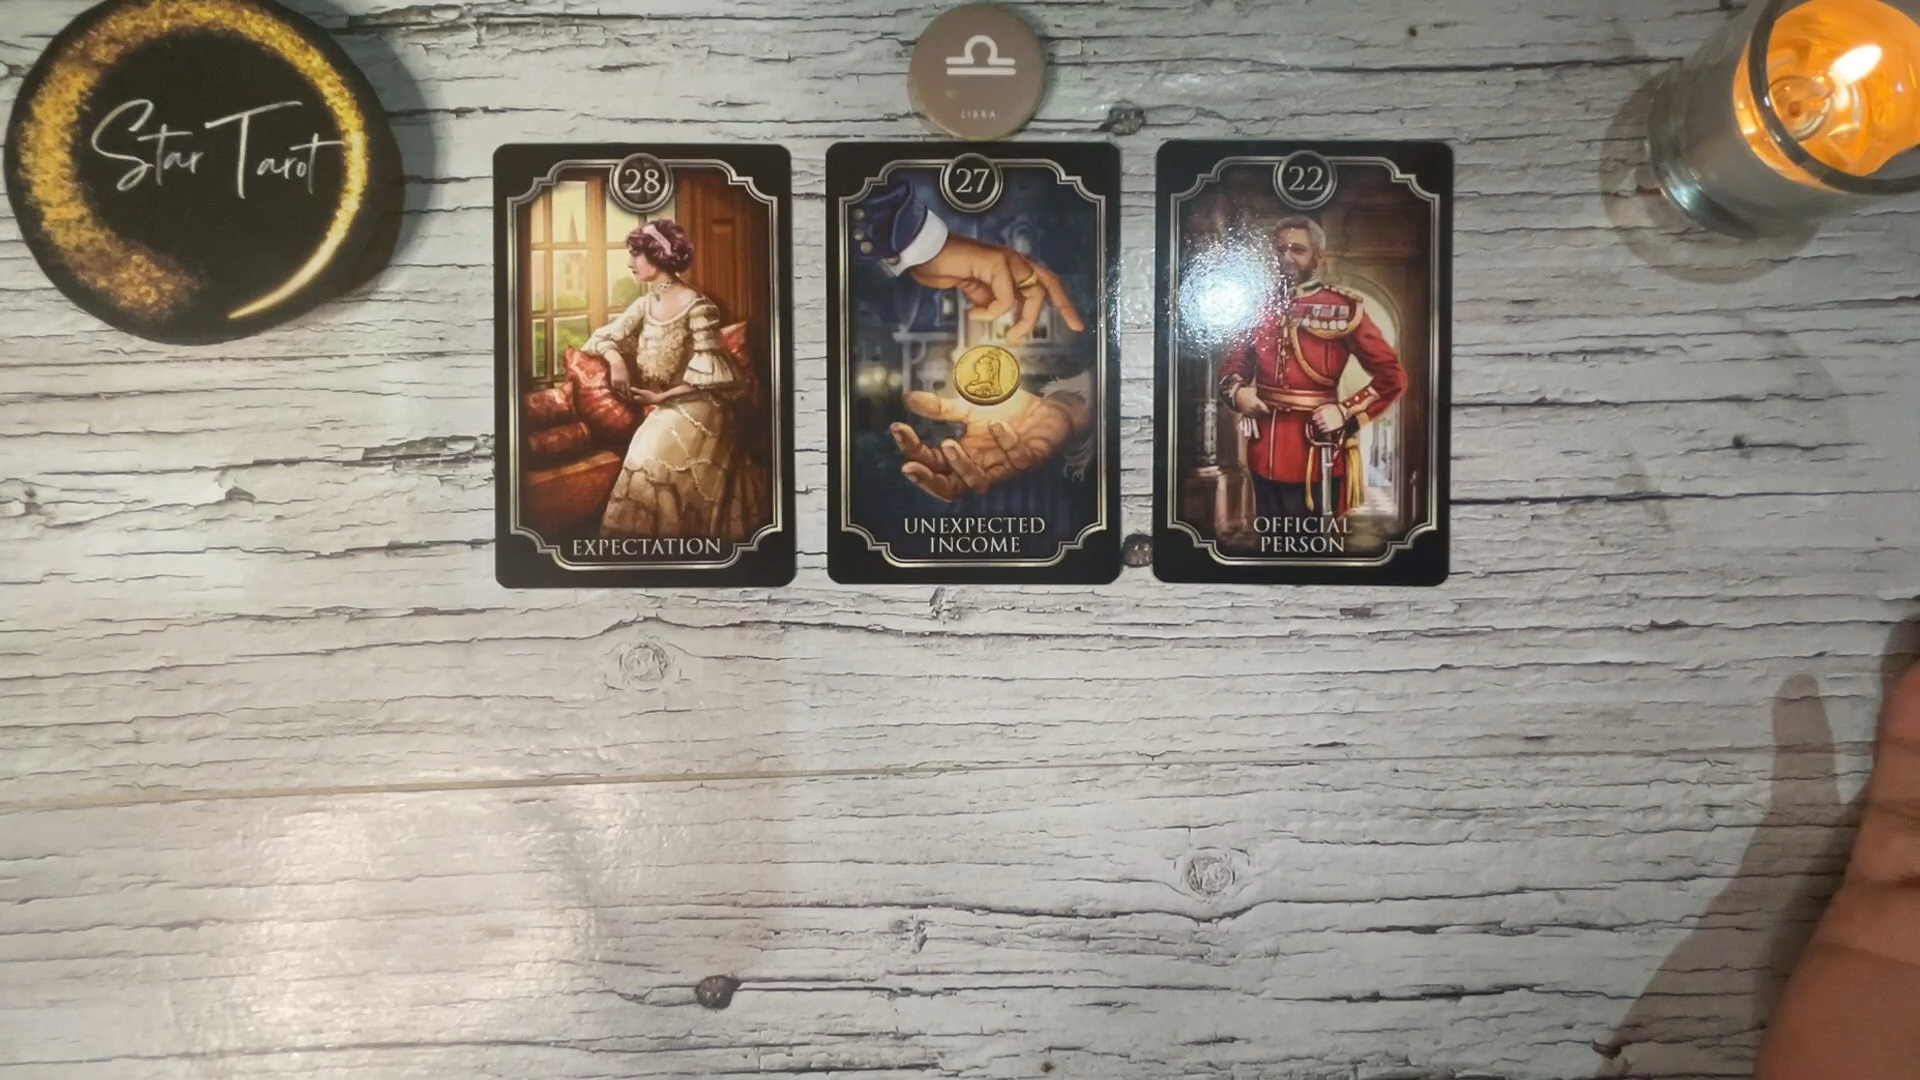 Star Tarot
LIBRA
28
EXPECTATION
27
UNEXPECTED
INCOME
22
OFFICIAL
PERSON